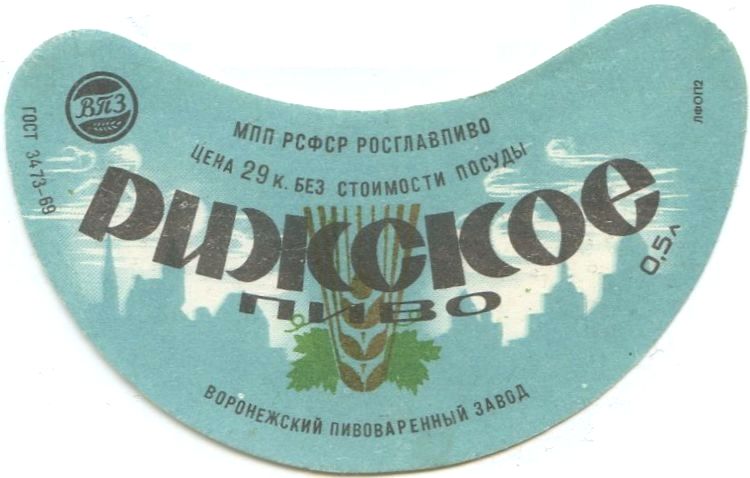 ВПЗ
ГОСТ 3473-69
МПП РСФСР РОСГЛАВПИВО
ЦЕНА 29 к. БЕЗ СТОИМОСТИ ПОСУДЫ
РИЖСКОЕ
ПИВО
0,5 л
ЛФОП2
ВОРОНЕЖСКИЙ ПИВОВАРЕННЫЙ ЗАВОД